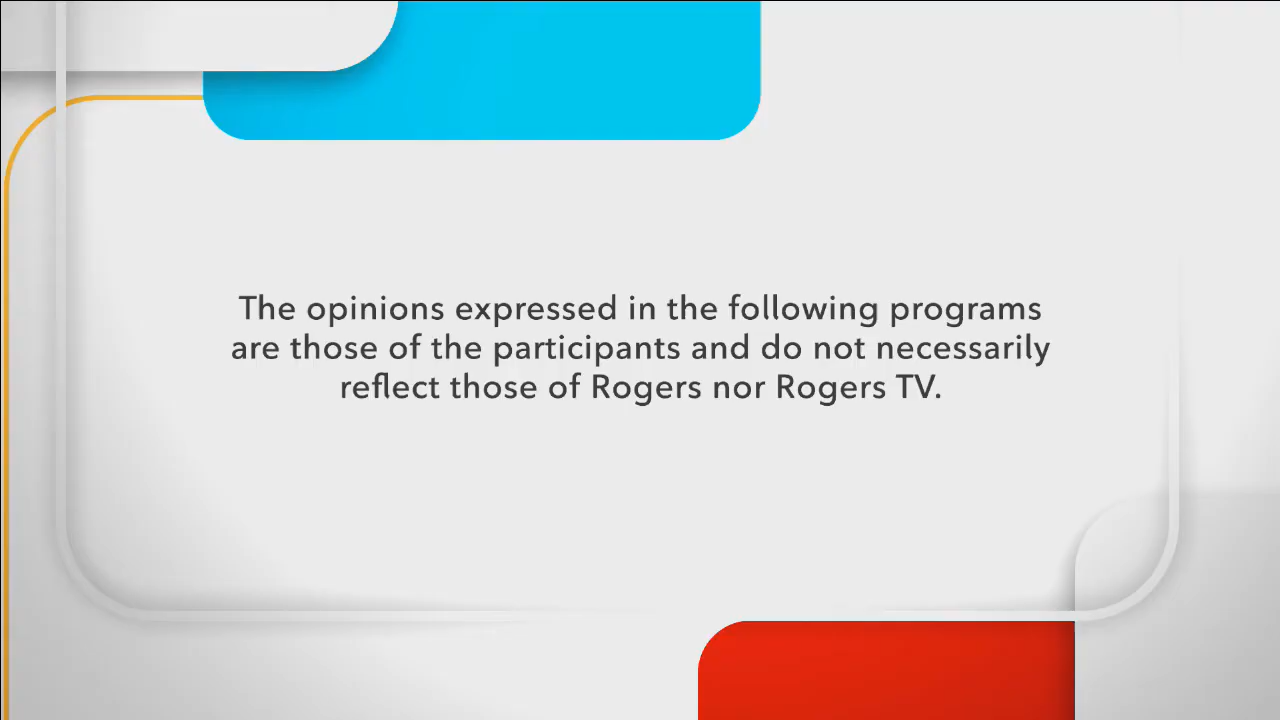 The opinions expressed in the following programs
are those of the participants and do not necessarily
reflect those of Rogers nor Rogers TV.